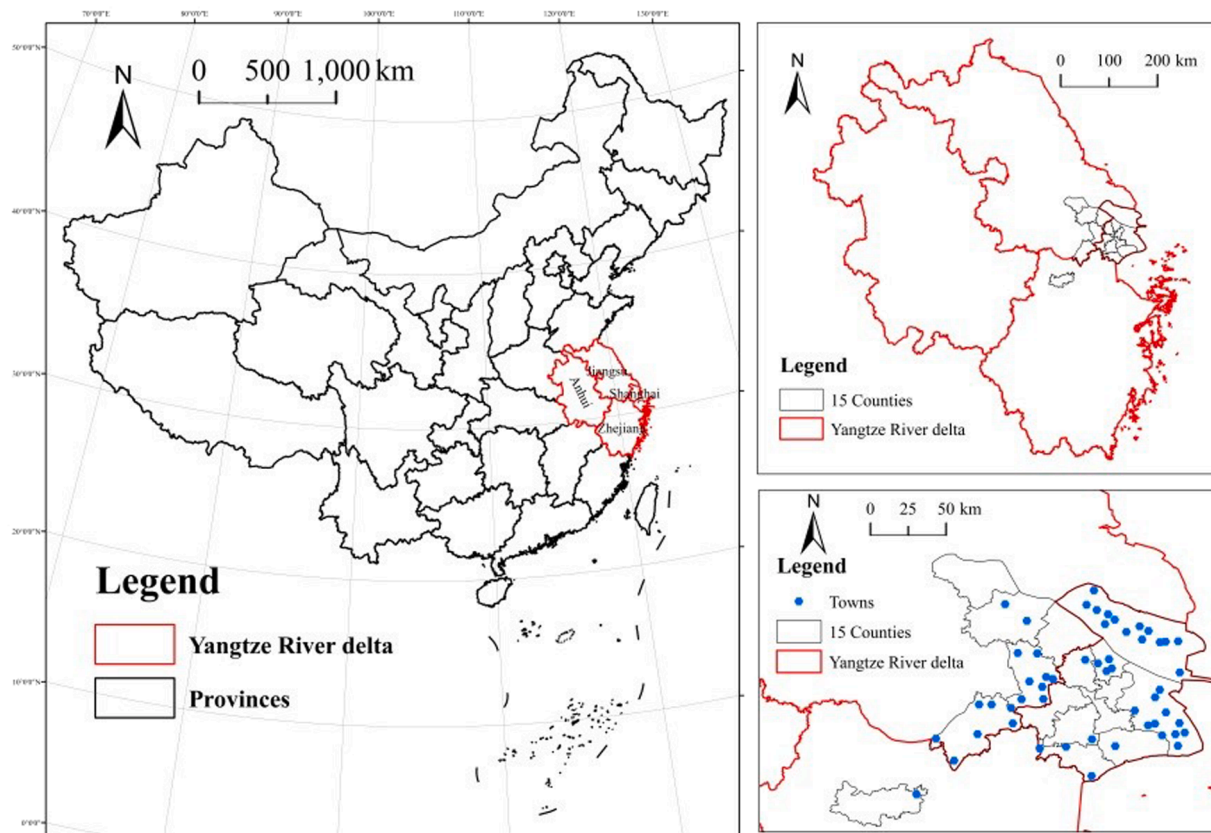 70°0'0"E 80°0'0"E 90°0'0"E 100°0'0"E 110°0'0"E 120°0'0"E 130°0'0"E
50°0'0"N
40°0'0"N
30°0'0"N
20°0'0"N
10°0'0"N
0°0'0"N
N
0 500 1,000 km
Jiangsu
Anhui
Shanghai
Zhejiang
Legend
Yangtze River delta
Provinces
N
0 100 200 km
Legend
15 Counties
Yangtze River delta
N
0 25 50 km
Legend
Towns
15 Counties
Yangtze River delta